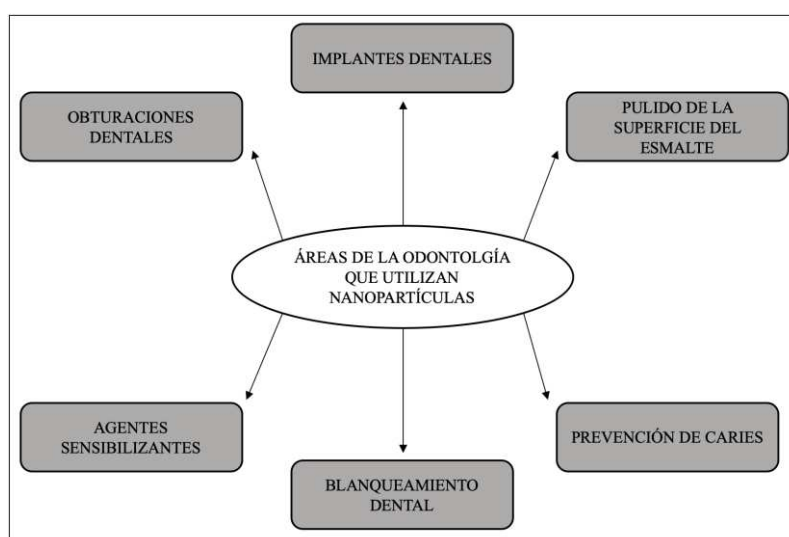 IMPLANTES DENTALES
OBTURACIONES
DENTALES
PULIDO DE LA
SUPERFICIE DEL
ESMALTE
ÁREAS DE LA ODONTOLGÍA
QUE UTILIZAN
NANOPARTÍCULAS
AGENTES
SENSIBILIZANTES
PREVENCIÓN DE CARIES
BLANQUEAMIENTO
DENTAL